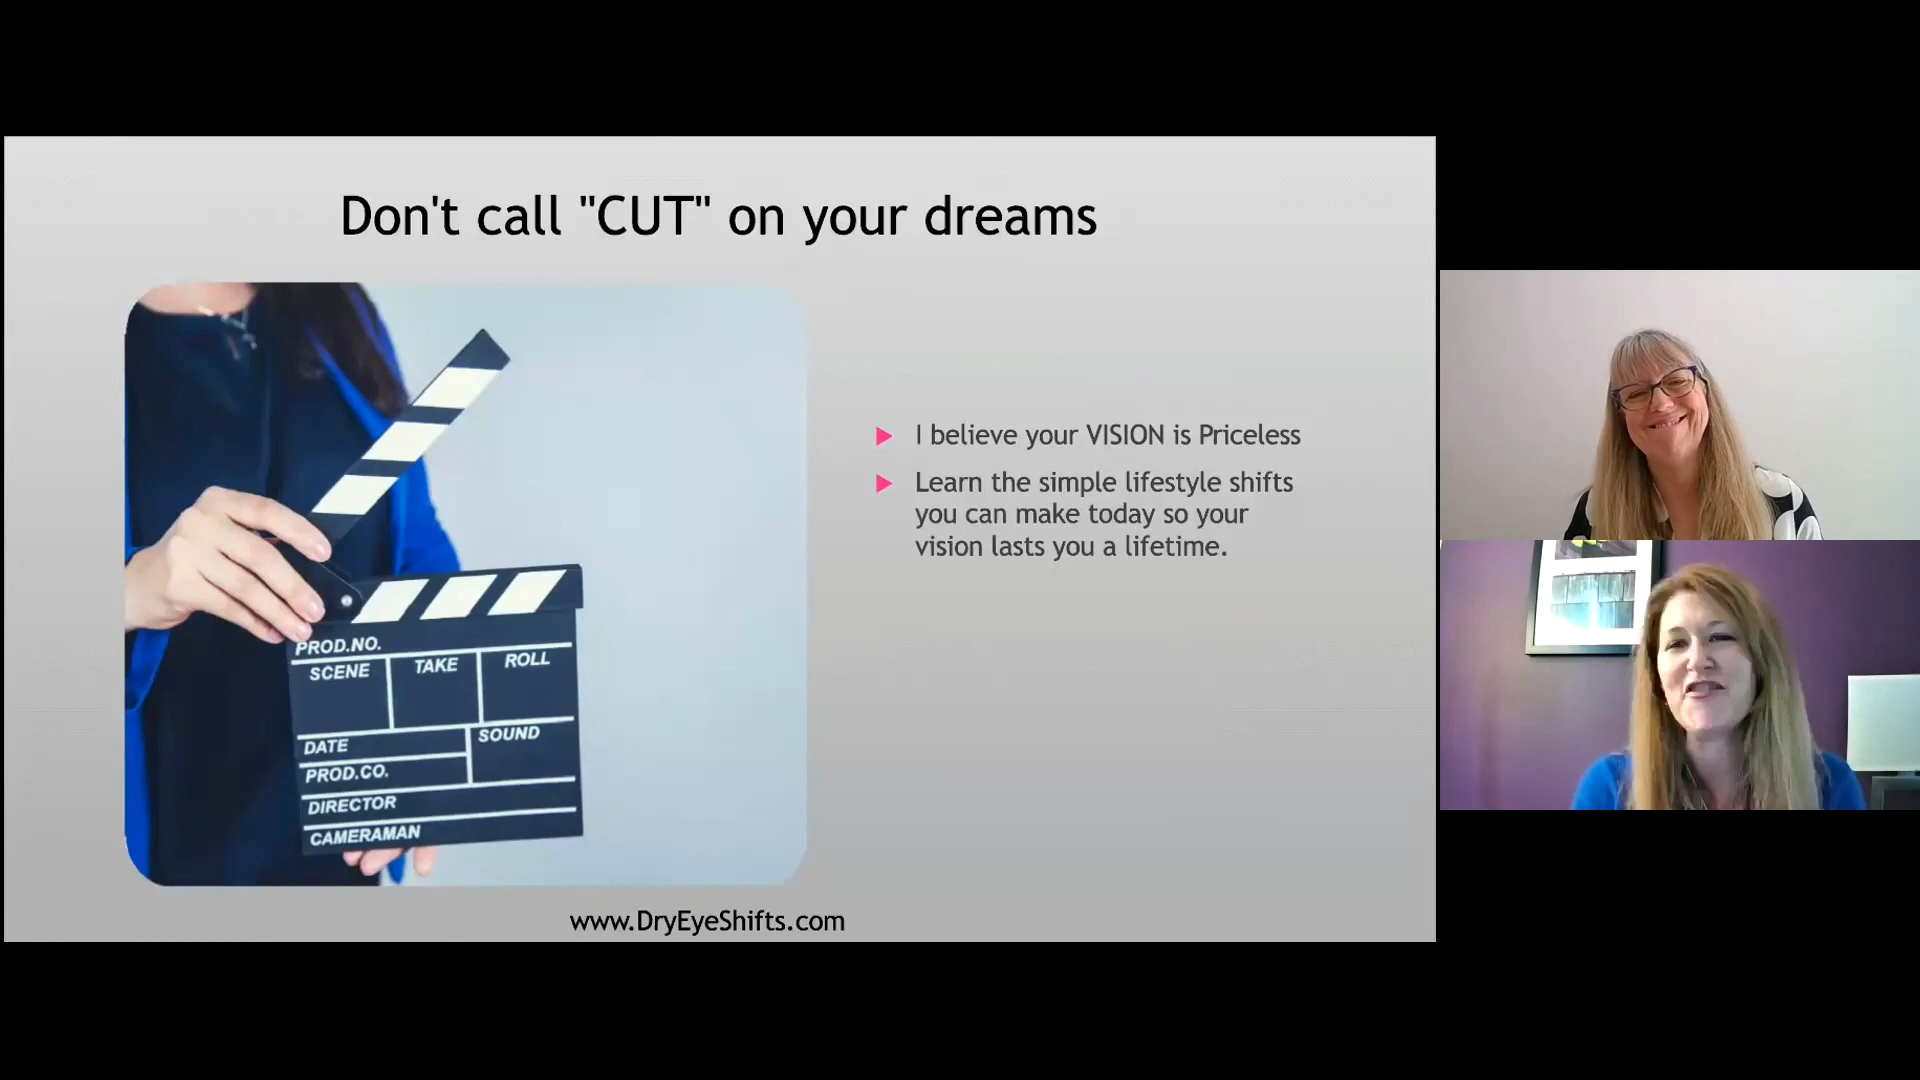 Don't call "CUT" on your dreams
I believe your VISION is Priceless
Learn the simple lifestyle shifts
you can make today so your
vision lasts you a lifetime.
PROD.NO.
SCENE TAKE ROLL
DATE SOUND
PROD.CO.
DIRECTOR
CAMERAMAN
www.DryEyeShifts.com